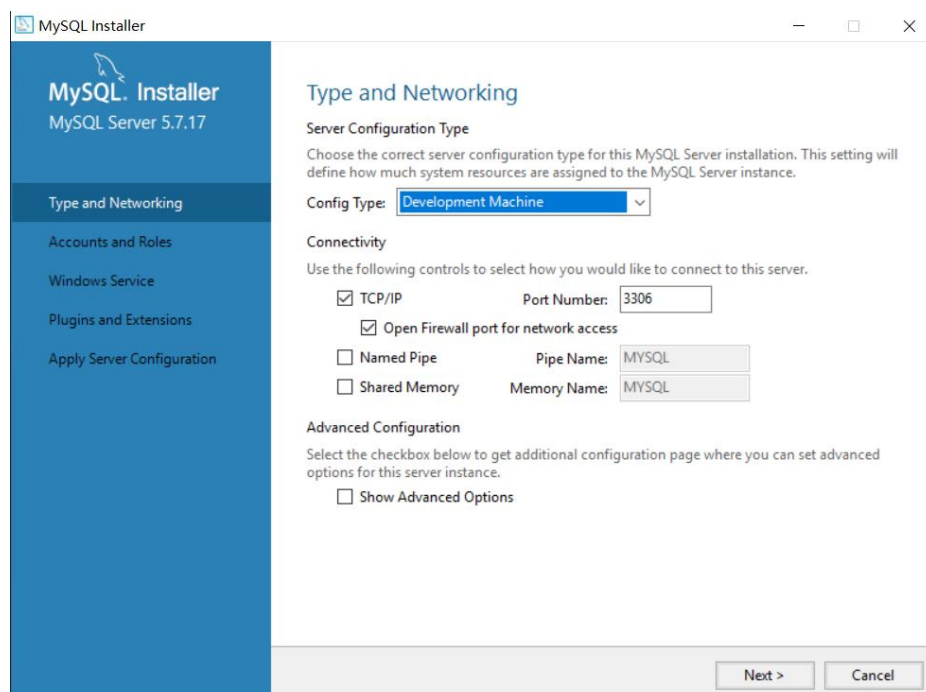 MySQL Installer
MySQL. Installer
MySQL Server 5.7.17
Type and Networking
Accounts and Roles
Windows Service
Plugins and Extensions
Apply Server Configuration
Type and Networking
Server Configuration Type
Choose the correct server configuration type for this MySQL Server installation. This setting will
define how much system resources are assigned to the MySQL Server instance.
Config Type: Development Machine
Connectivity
Use the following controls to select how you would like to connect to this server.
TCP/IP Port Number: 3306
Open Firewall port for network access
Named Pipe Pipe Name: MYSQL
Shared Memory Memory Name: MYSQL
Advanced Configuration
Select the checkbox below to get additional configuration page where you can set advanced
options for this server instance.
Show Advanced Options
Next > Cancel